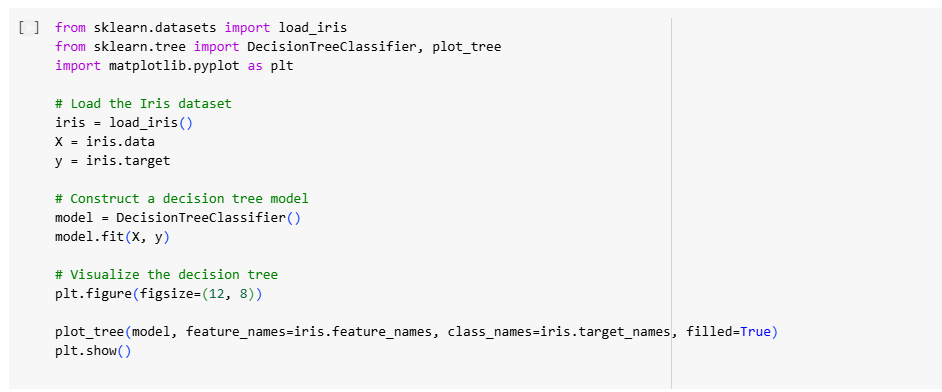 [ ] from sklearn.datasets import load_iris
from sklearn.tree import DecisionTreeClassifier, plot_tree
import matplotlib.pyplot as plt
# Load the Iris dataset
iris = load_iris()
X = iris.data
y = iris.target
# Construct a decision tree model
model = DecisionTreeClassifier()
model.fit(X, y)
# Visualize the decision tree
plt.figure(figsize=(12, 8))
plot_tree(model, feature_names=iris.feature_names, class_names=iris.target_names, filled=True)
plt.show()